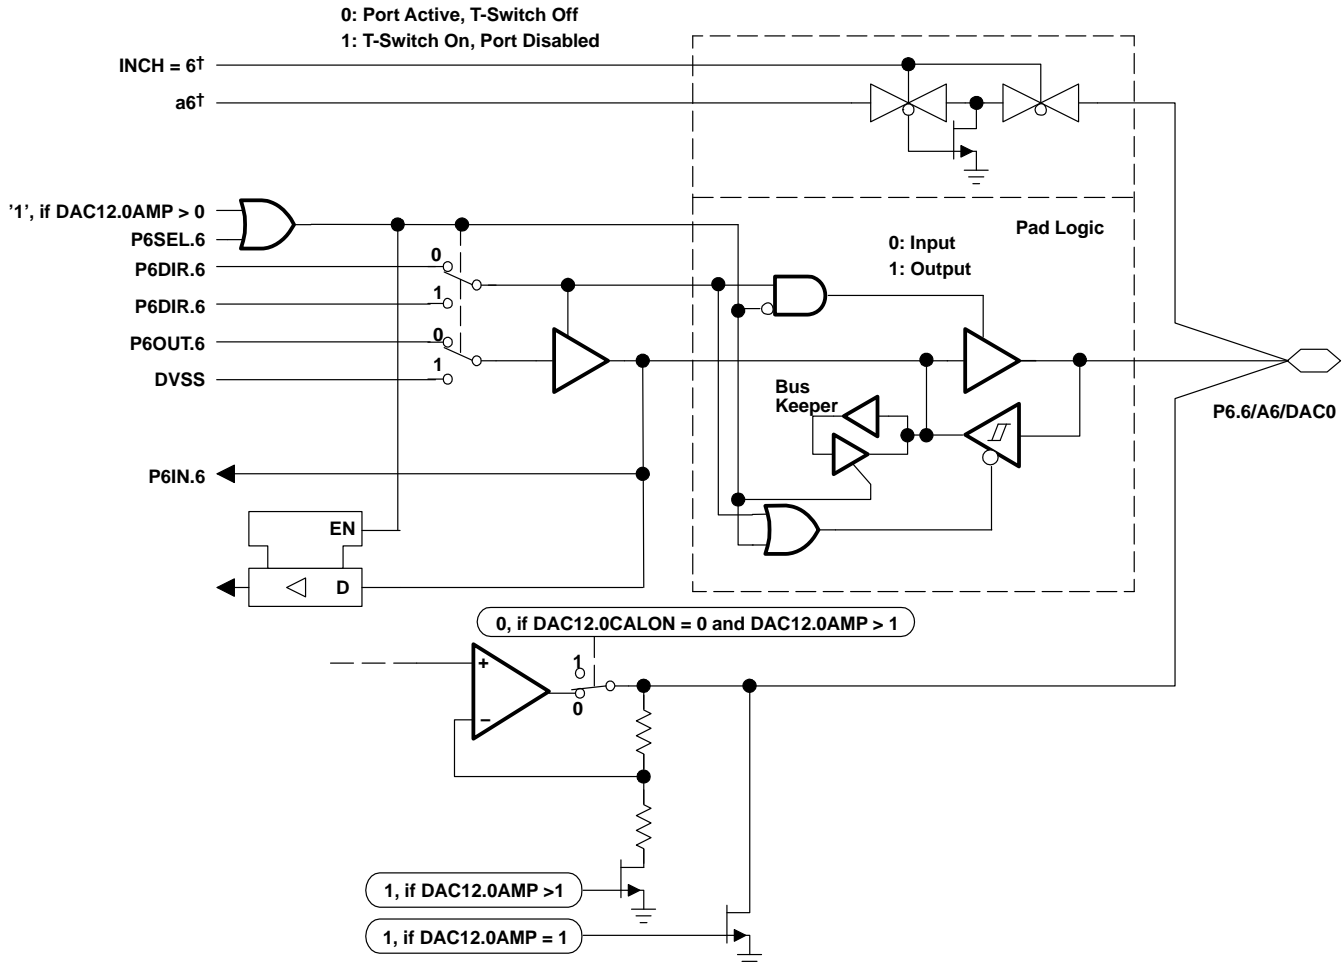 0: Port Active, T-Switch Off
1: T-Switch On, Port Disabled
INCH = 6†
a6†
’1’, if DAC12.0AMP > 0
P6SEL.6
P6DIR.6
P6DIR.6
P6OUT.6
DVSS
0
1
0
1
Pad Logic
0: Input
1: Output
Bus
Keeper
P6.6/A6/DAC0
P6IN.6
EN
D
0, if DAC12.0CALON = 0 and DAC12.0AMP > 1
+
−
1
0
1, if DAC12.0AMP >1
1, if DAC12.0AMP = 1